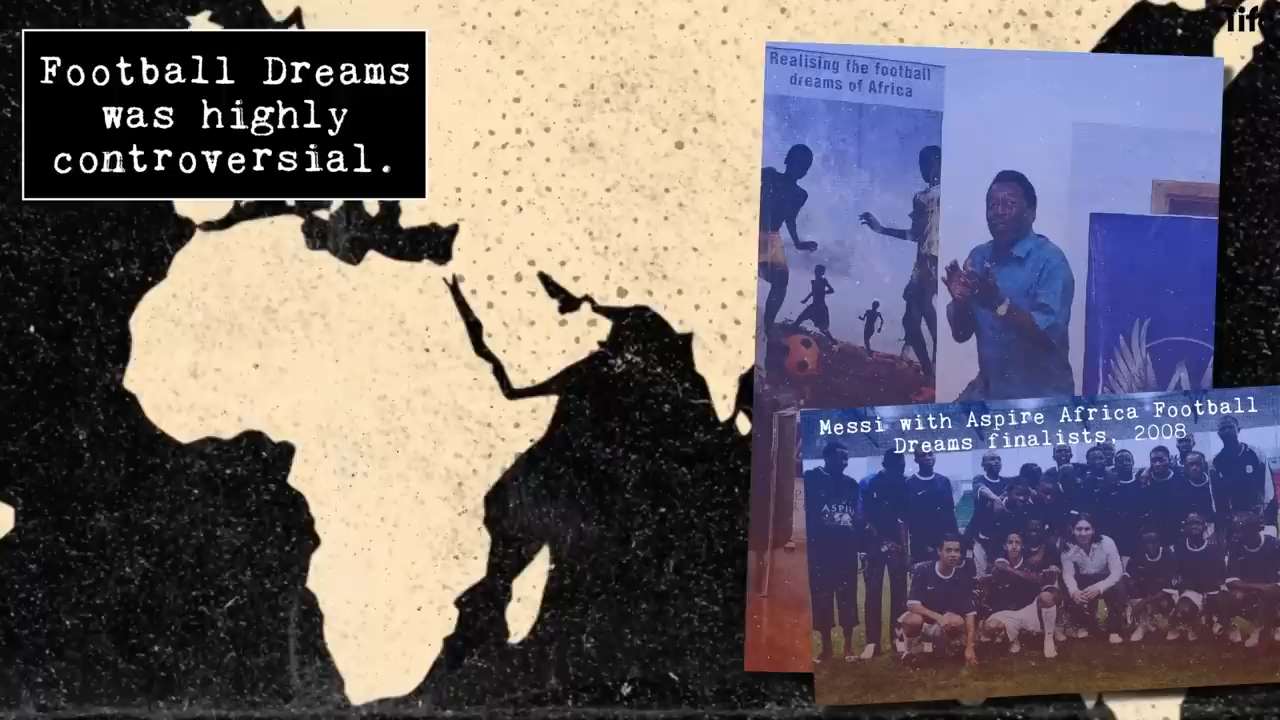 Football Dreams
was highly
controversial.
Tifo
Realising the football
dreams of Africa
Messi with Aspire Africa Football
Dreams finalists, 2008